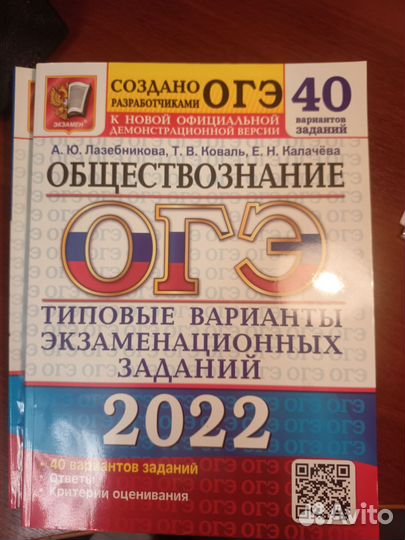 СОЗДАНО
РАЗРАБОТЧИКАМИ ОГЭ
К НОВОЙ ОФИЦИАЛЬНОЙ
ДЕМОНСТРАЦИОННОЙ ВЕРСИИ
40
вариантов
заданий
ЭКЗАМЕН
А. Ю. Лазебникова, Т. В. Коваль, Е. Н. Калачёва
ОБЩЕСТВОЗНАНИЕ
ОГЭ
ТИПОВЫЕ ВАРИАНТЫ
ЭКЗАМЕНАЦИОННЫХ
ЗАДАНИЙ
2022
• 40 вариантов заданий
• Ответы
• Критерии оценивания
Avito